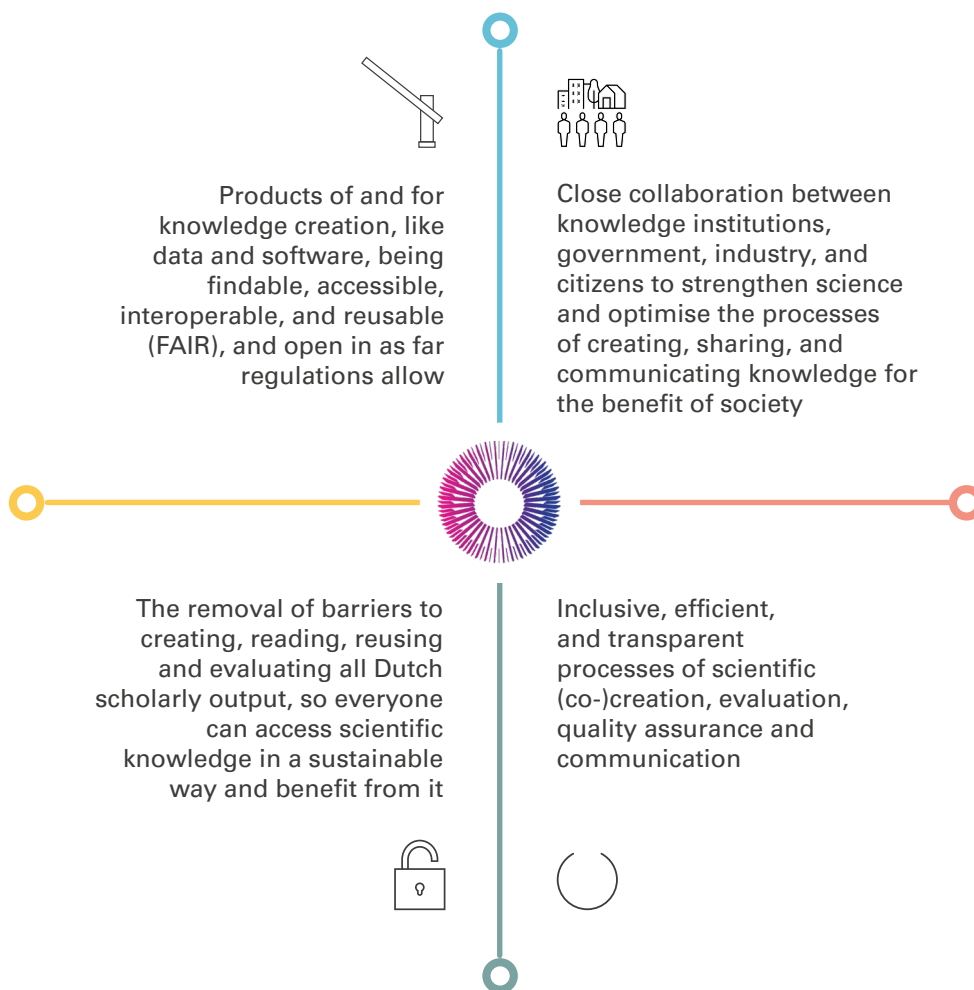 Products of and for
knowledge creation, like
data and software, being
findable, accessible,
interoperable, and reusable
(FAIR), and open in as far
regulations allow
Close collaboration between
knowledge institutions,
government, industry, and
citizens to strengthen science
and optimise the processes
of creating, sharing, and
communicating knowledge for
the benefit of society
The removal of barriers to
creating, reading, reusing
and evaluating all Dutch
scholarly output, so everyone
can access scientific
knowledge in a sustainable
way and benefit from it
Inclusive, efficient,
and transparent
processes of scientific
(co-)creation, evaluation,
quality assurance and
communication